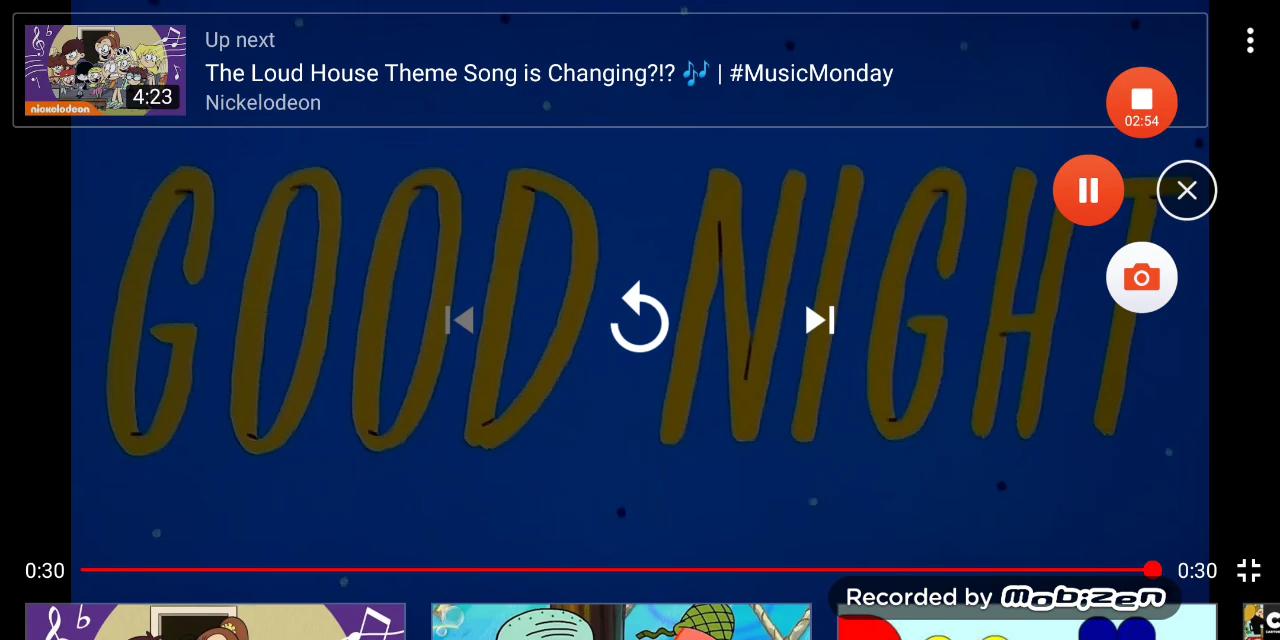 Up next
The Loud House Theme Song is Changing?!? 🎶 | #MusicMonday
Nickelodeon
4:23
nickelodeon
02:54
GOOD NIGHT
0:30
0:30
Recorded by Mobizen